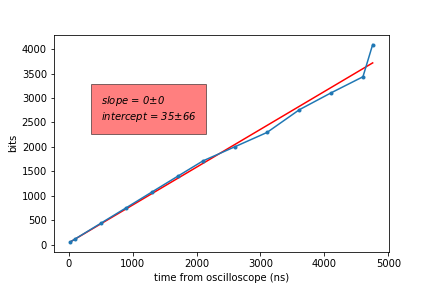 4000
3500
3000
2500
2000
1500
1000
500
0
bits
slope = 0±0
intercept = 35±66
0 1000 2000 3000 4000 5000
time from oscilloscope (ns)